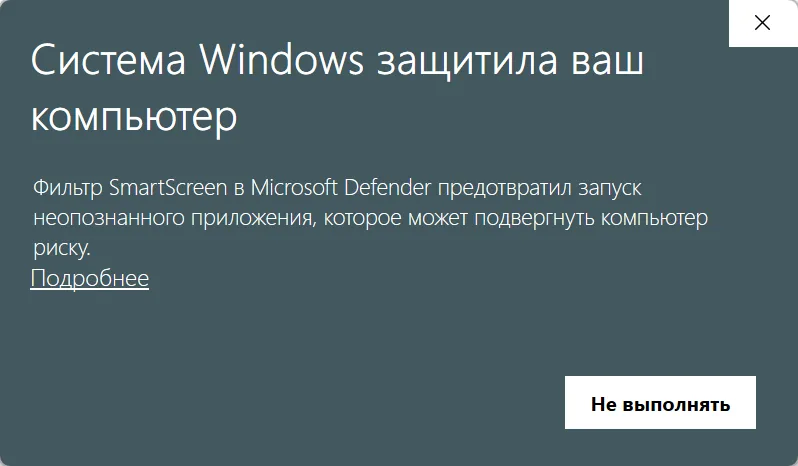 Система Windows защитила ваш
компьютер
Фильтр SmartScreen в Microsoft Defender предотвратил запуск
неопознанного приложения, которое может подвергнуть компьютер
риску.
Подробнее
Не выполнять